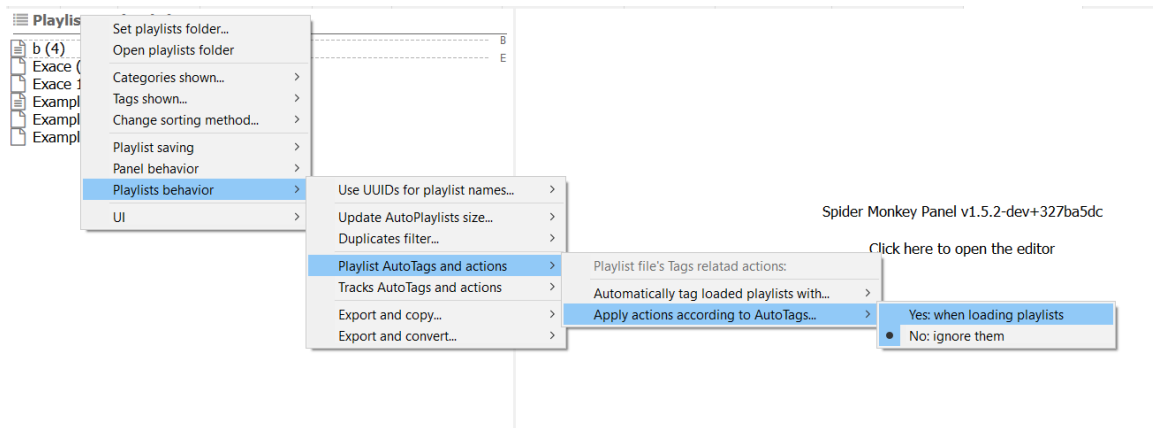 Playlis
b (4)
B
Exace (
E
Exace 1
Exampl
Exampl
Exampl
Set playlists folder...
Open playlists folder
Categories shown...
Tags shown...
Change sorting method...
Playlist saving
Panel behavior
Playlists behavior
UI
Use UUIDs for playlist names...
Update AutoPlaylists size...
Duplicates filter...
Playlist AutoTags and actions
Tracks AutoTags and actions
Export and copy...
Export and convert...
Playlist file's Tags relatad actions:
Automatically tag loaded playlists with...
Apply actions according to AutoTags...
Yes: when loading playlists
No: ignore them
Spider Monkey Panel v1.5.2-dev+327ba5dc
Click here to open the editor